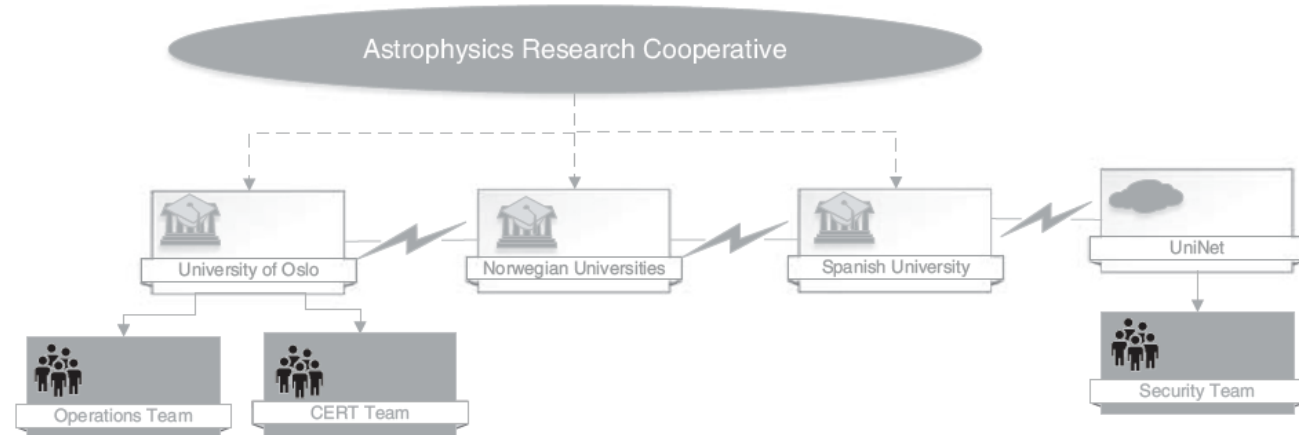 Astrophysics Research Cooperative
University of Oslo
Norwegian Universities
Spanish University
UniNet
Operations Team
CERT Team
Security Team